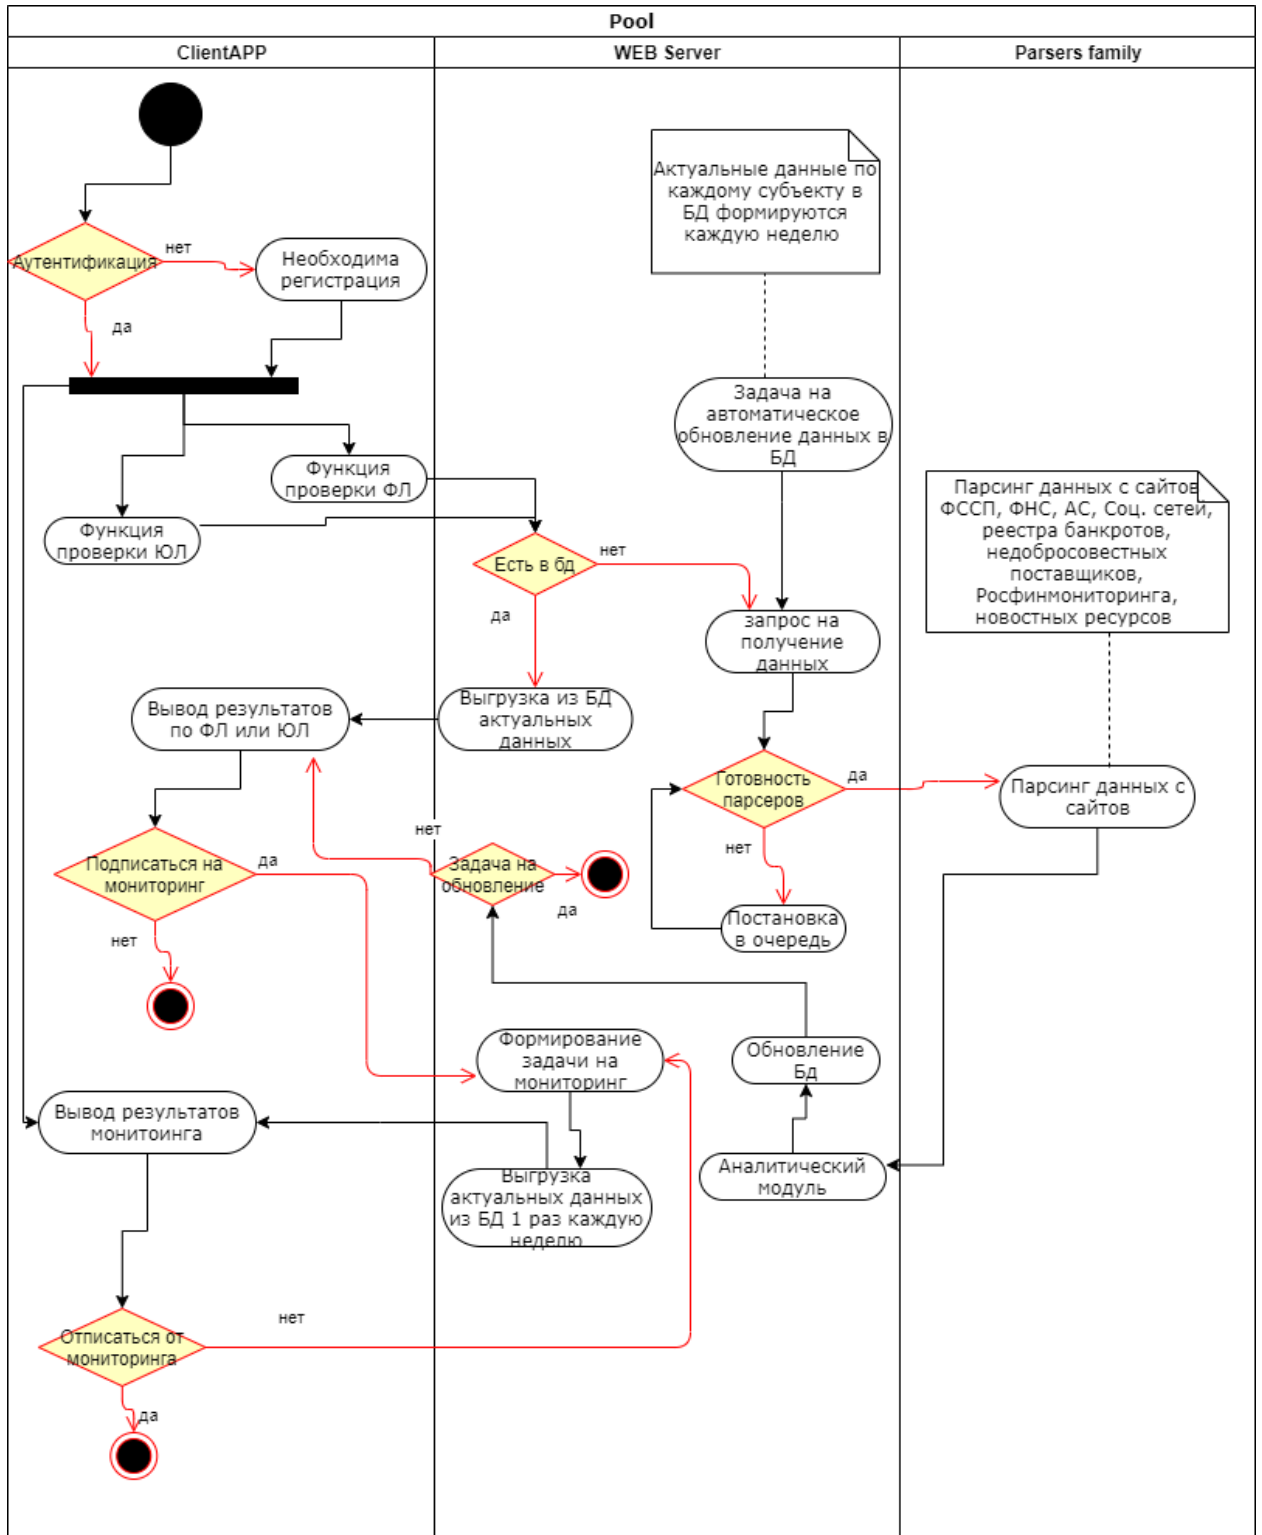 Pool
ClientAPP
WEB Server
Parsers family
Актуальные данные по
каждому субъекту в
БД формируются
каждую неделю
Аутентификация
нет
Необходима
регистрация
да
Задача на
автоматическое
обновление данных в
БД
Функция
проверки ФЛ
Функция
проверки ЮЛ
Парсинг данных с сайтов
ФССП, ФНС, АС, Соц. сетей,
реестра банкротов,
недобросовестных
поставщиков,
Росфинмониторинга,
новостных ресурсов
Есть в бд
нет
да
запрос на
получение
данных
Вывод результатов
по ФЛ или ЮЛ
Выгрузка из БД
актуальных
данных
Готовность
парсеров
да
нет
Парсинг данных с
сайтов
Подписаться на
мониторинг
да
нет
нет
Задача на
обновление
да
Постановка
в очередь
Формирование
задачи на
мониторинг
Обновление
Бд
Вывод результатов
монитоинга
Выгрузка
актуальных данных
из БД 1 раз каждую
неделю
Аналитический
модуль
Отписаться от
мониторинга
нет
да